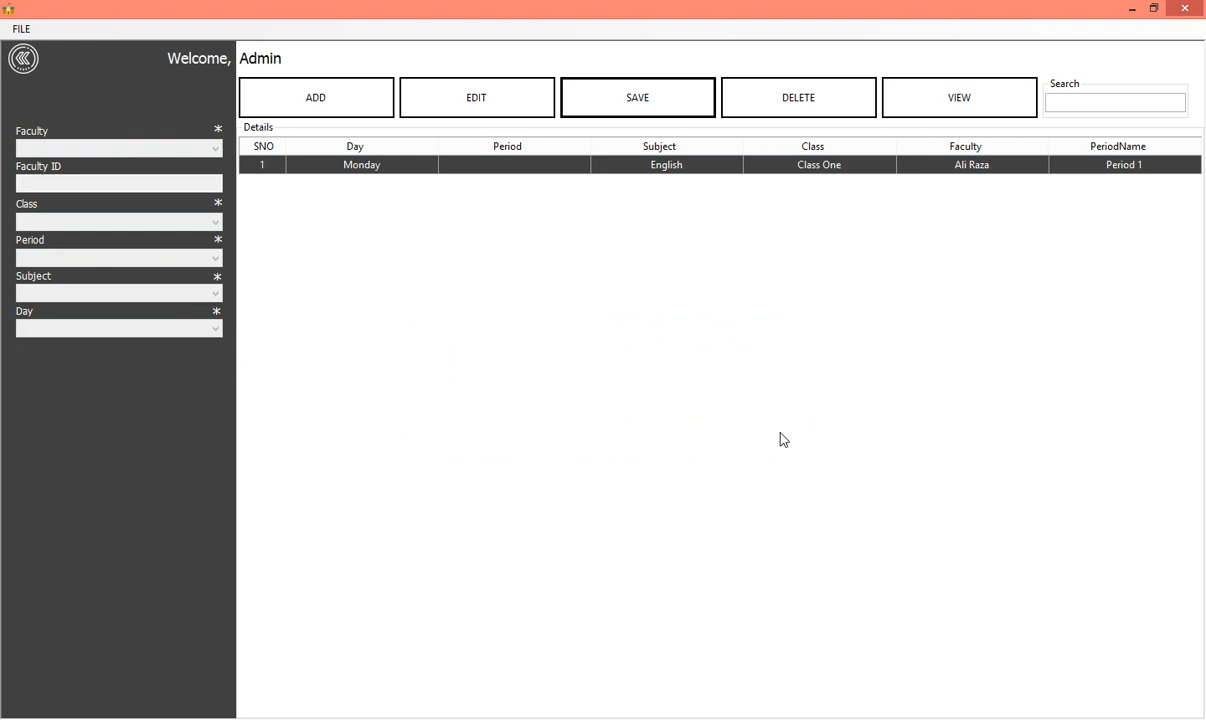 FILE
Welcome, Admin
ADD EDIT SAVE DELETE VIEW
Search
Details
SNO Day Period Subject Class Faculty PeriodName
1 Monday English Class One Ali Raza Period 1
Faculty *
Faculty ID
Class *
Period *
Subject *
Day *